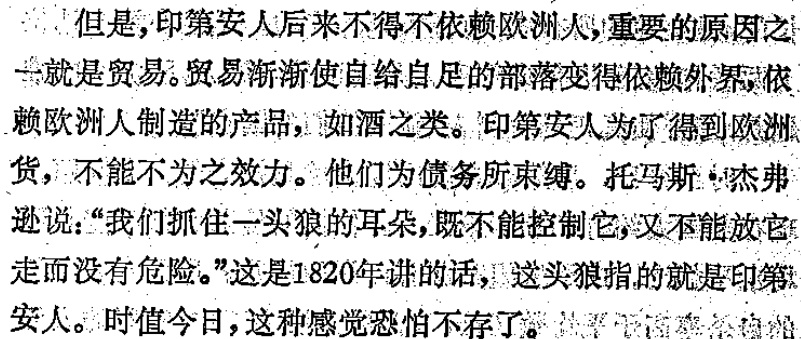 但是,印第安人后来不得不依赖欧洲人,重要的原因之
一就是贸易。贸易渐渐使自给自足的部落变得依赖外界,依
赖欧洲人制造的产品,如酒之类。印第安人为了得到欧洲
货,不能不为之效力。他们为债务所束缚。托马斯·杰弗
逊说:“我们抓住一头狼的耳朵,既不能控制它,又不能放它
走而没有危险。”这是1820年讲的话,这头狼指的就是印第
安人。时值今日,这种感觉恐怕不存了。